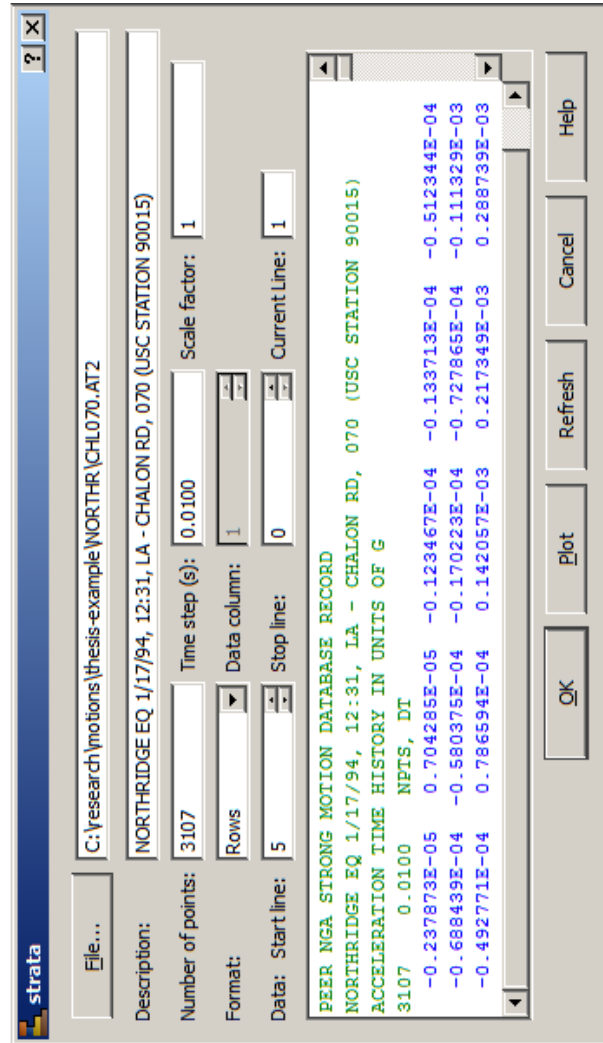 strata
File... C:\research\motions\thesis-example\NORTHR\CHL070.AT2
Description: NORTHRIDGE EQ 1/17/94, 12:31, LA - CHALON RD, 070 (USC STATION 90015)
Number of points: 3107 Time step (s): 0.0100 Scale factor: 1
Format: Rows Data column: 1
Data: Start line: 5 Stop line: 0 Current Line: 1
PEER NGA STRONG MOTION DATABASE RECORD
NORTHRIDGE EQ 1/17/94, 12:31, LA - CHALON RD, 070 (USC STATION 90015)
ACCELERATION TIME HISTORY IN UNITS OF G
3107 0.0100 NPTS, DT
-0.237873E-05 0.704285E-05 -0.123467E-04 -0.133713E-04 -0.512344E-04
-0.688439E-04 -0.580375E-04 -0.170223E-04 -0.727865E-04 -0.111329E-03
-0.492771E-04 0.786594E-04 0.142057E-03 0.217349E-03 0.288739E-03
OK Plot Refresh Cancel Help